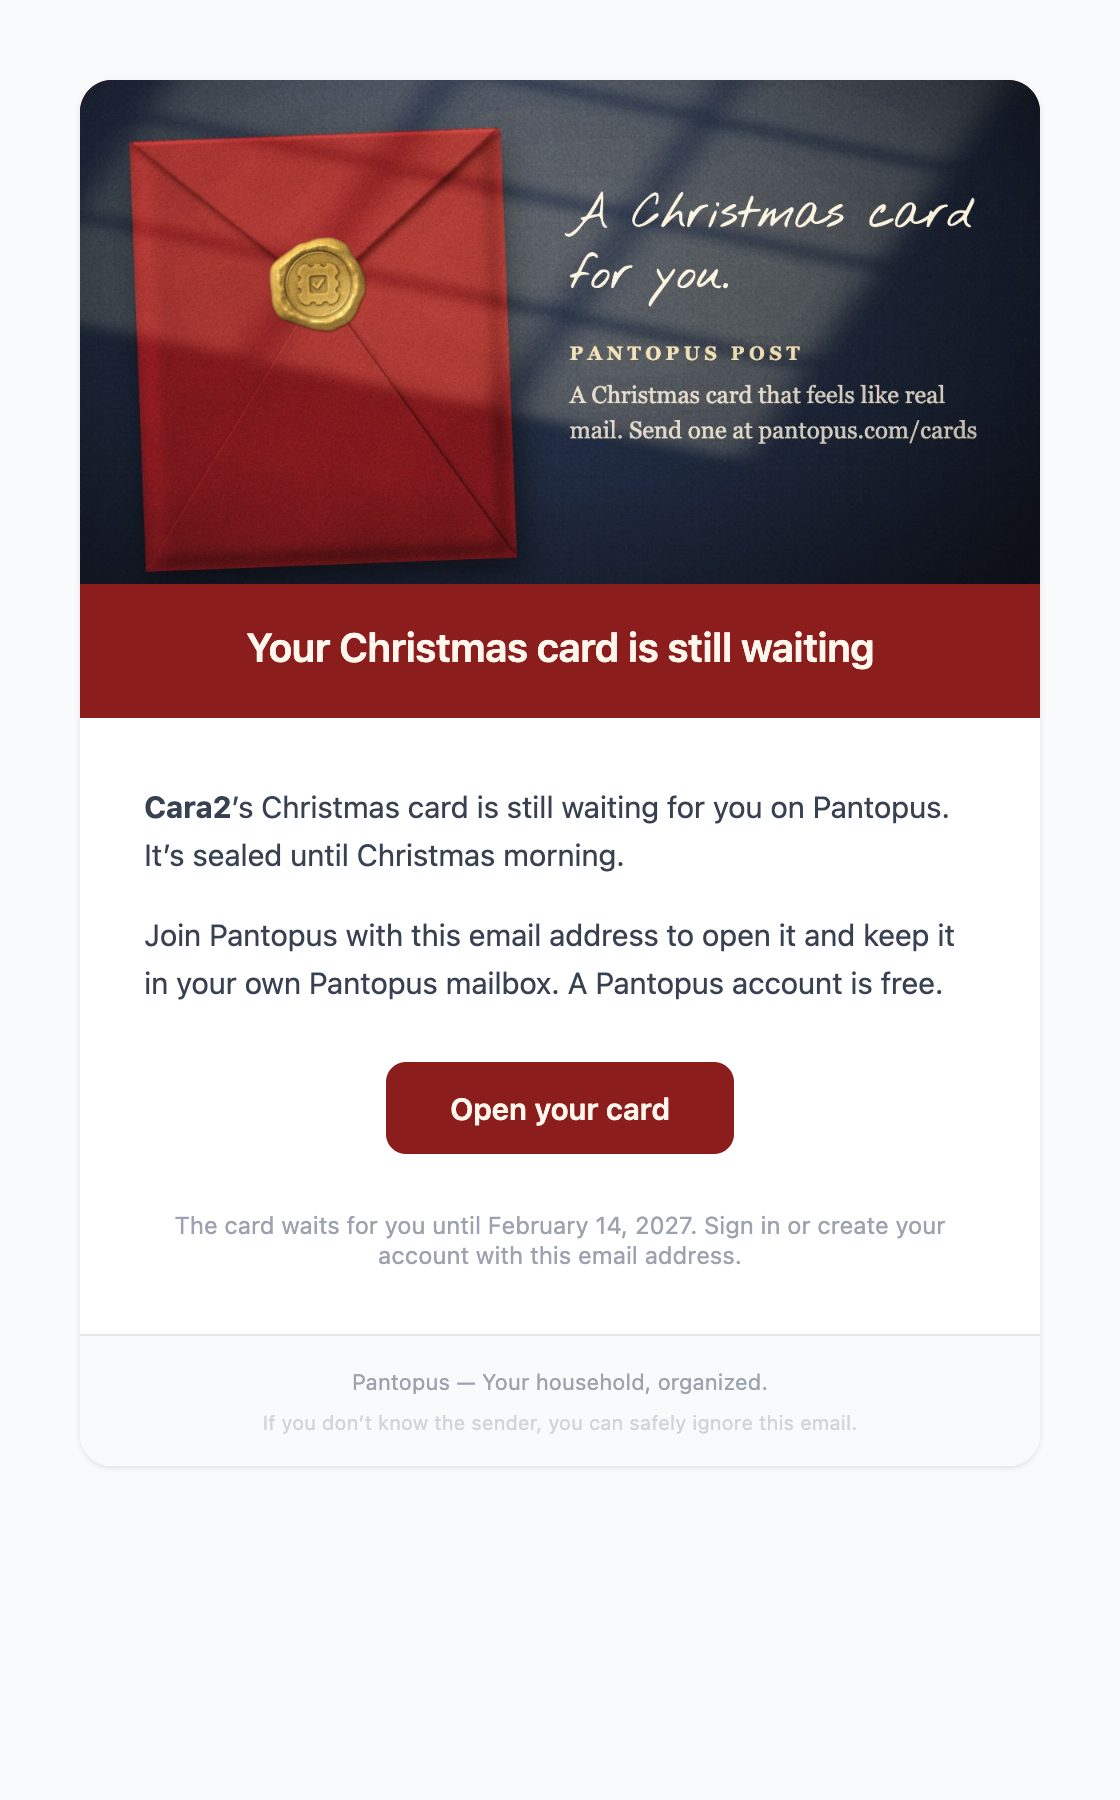 A Christmas card
for you.
PANTOPUS POST
A Christmas card that feels like real
mail. Send one at pantopus.com/cards
Your Christmas card is still waiting
Cara2’s Christmas card is still waiting for you on Pantopus.
It’s sealed until Christmas morning.
Join Pantopus with this email address to open it and keep it
in your own Pantopus mailbox. A Pantopus account is free.
Open your card
The card waits for you until February 14, 2027. Sign in or create your
account with this email address.
Pantopus — Your household, organized.
If you don’t know the sender, you can safely ignore this email.